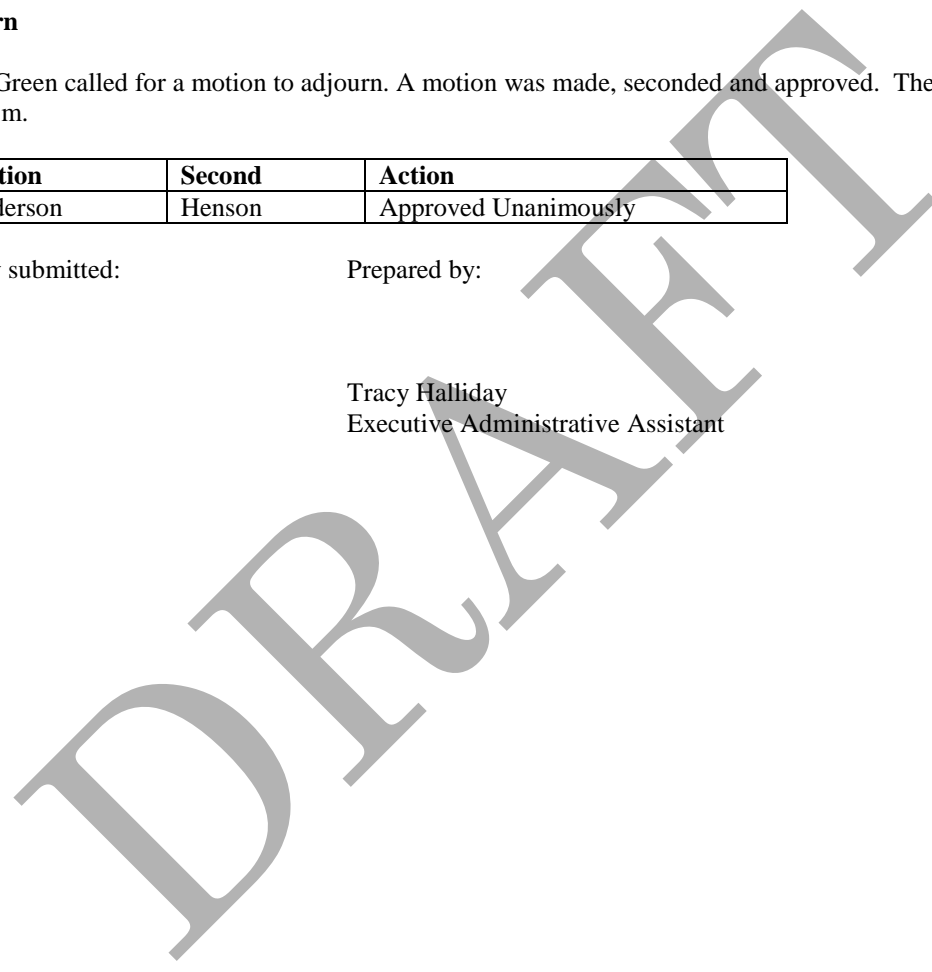 rn
Green called for a motion to adjourn. A motion was made, seconded and approved. The
m.
tion Second Action
derson Henson Approved Unanimously
submitted: Prepared by:
Tracy Halliday
Executive Administrative Assistant
DRAFT